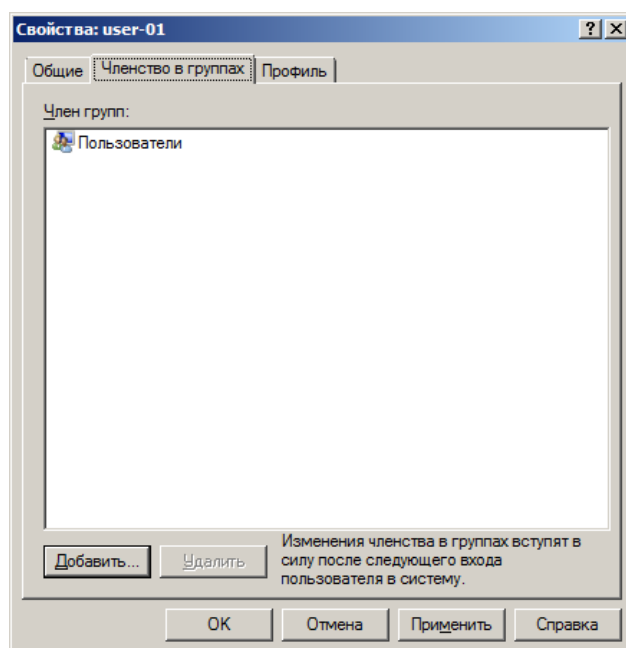 Свойства: user-01
Общие Членство в группах Профиль
Член групп:
Пользователи
Добавить... Удалить
Изменения членства в группах вступят в
силу после следующего входа
пользователя в систему.
OK Отмена Применить Справка